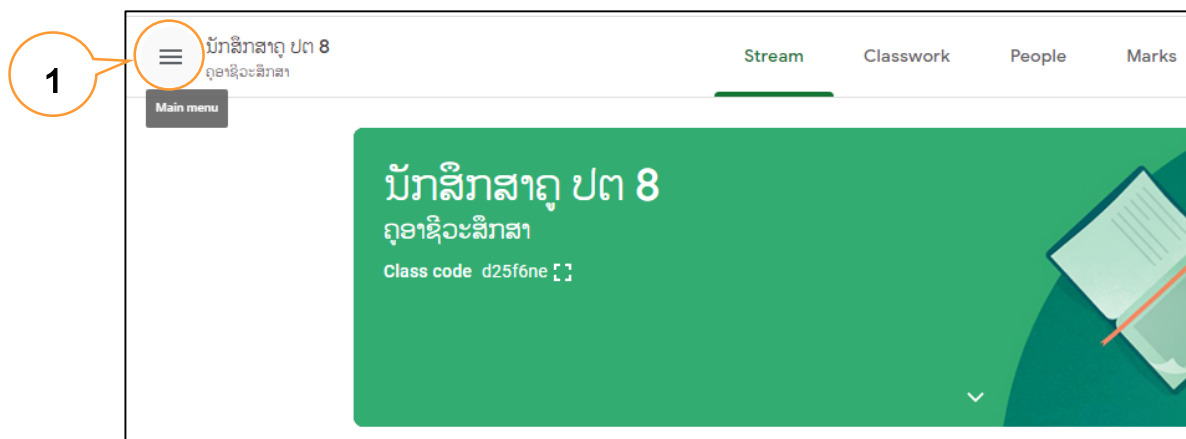 1
ນັກສຶກສາຄູ ປຕ 8
ຄູອາຊີວະສຶກສາ
Stream Classwork People Marks
Main menu
ນັກສຶກສາຄູ ປຕ 8
ຄູອາຊີວະສຶກສາ
Class code d25f6ne